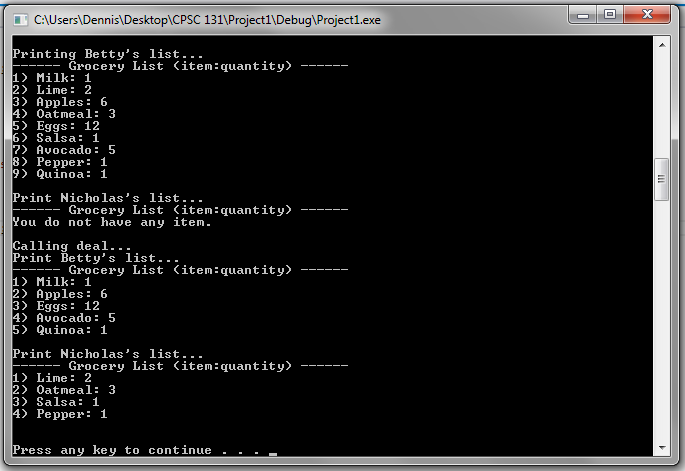 C:\Users\Dennis\Desktop\CPSC 131\Project1\Debug\Project1.exe
Printing Betty's list...
------ Grocery List (item:quantity) ------
1) Milk: 1
2) Lime: 2
3) Apples: 6
4) Oatmeal: 3
5) Eggs: 12
6) Salsa: 1
7) Avocado: 5
8) Pepper: 1
9) Quinoa: 1
Print Nicholas's list...
------ Grocery List (item:quantity) ------
You do not have any item.
Calling deal...
Print Betty's list...
------ Grocery List (item:quantity) ------
1) Milk: 1
2) Apples: 6
3) Eggs: 12
4) Avocado: 5
5) Quinoa: 1
Print Nicholas's list...
------ Grocery List (item:quantity) ------
1) Lime: 2
2) Oatmeal: 3
3) Salsa: 1
4) Pepper: 1
Press any key to continue . . . _